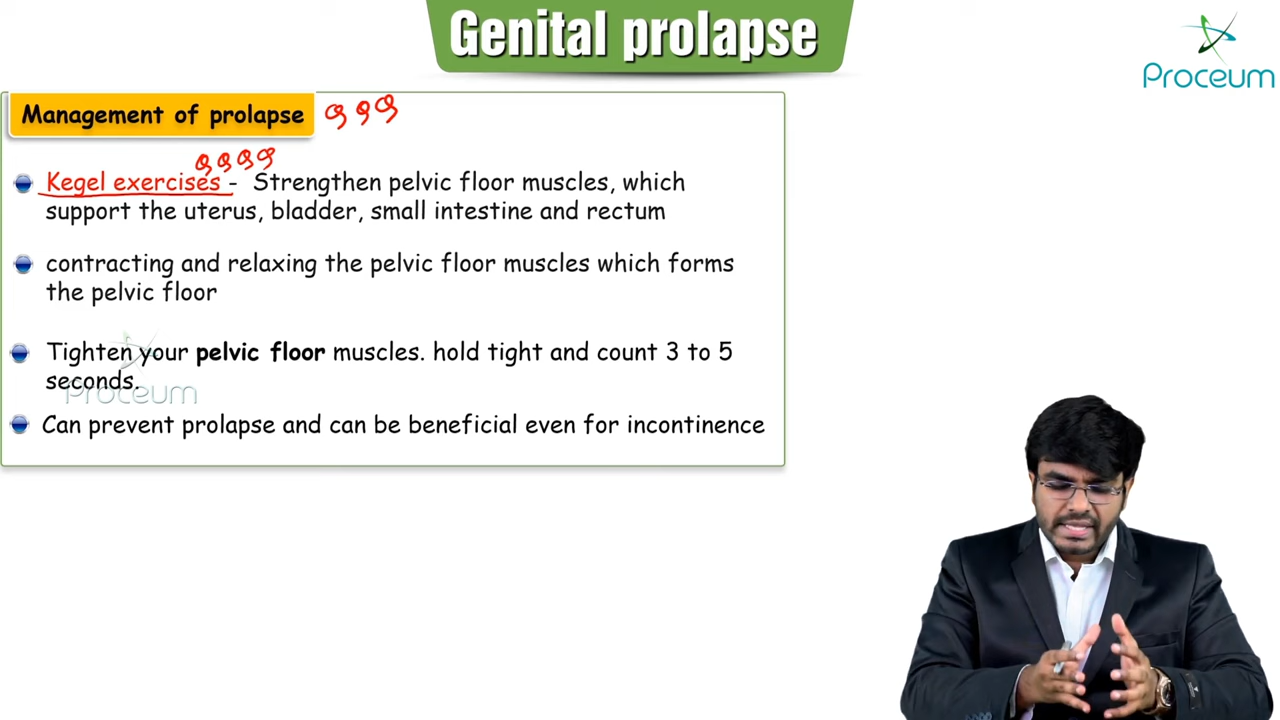 Genital prolapse
Proceum
Management of prolapse
Kegel exercises - Strengthen pelvic floor muscles, which
support the uterus, bladder, small intestine and rectum
contracting and relaxing the pelvic floor muscles which forms
the pelvic floor
Tighten your pelvic floor muscles. hold tight and count 3 to 5
seconds.
Proceum
Can prevent prolapse and can be beneficial even for incontinence